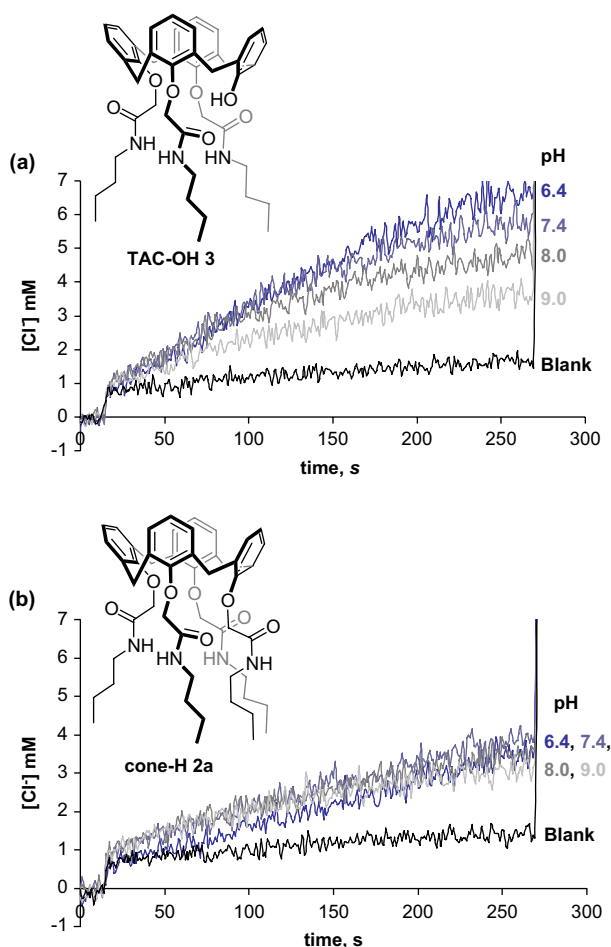 O
O
O
O
HO
O
NH
O
NH
HN
(a)
pH
7
6
5
4
3
2
1
0
-1
[Cl-] mM
TAC-OH 3
6.4
7.4
8.0
9.0
Blank
0 50 100 150 200 250 300
time, s
O
O
O
O
O
O
O
O
NH
NH
HN
NH
(b)
pH
7
6
5
4
3
2
1
0
-1
[Cl-] mM
cone-H 2a
6.4, 7.4,
8.0, 9.0
Blank
0 50 100 150 200 250 300
time, s